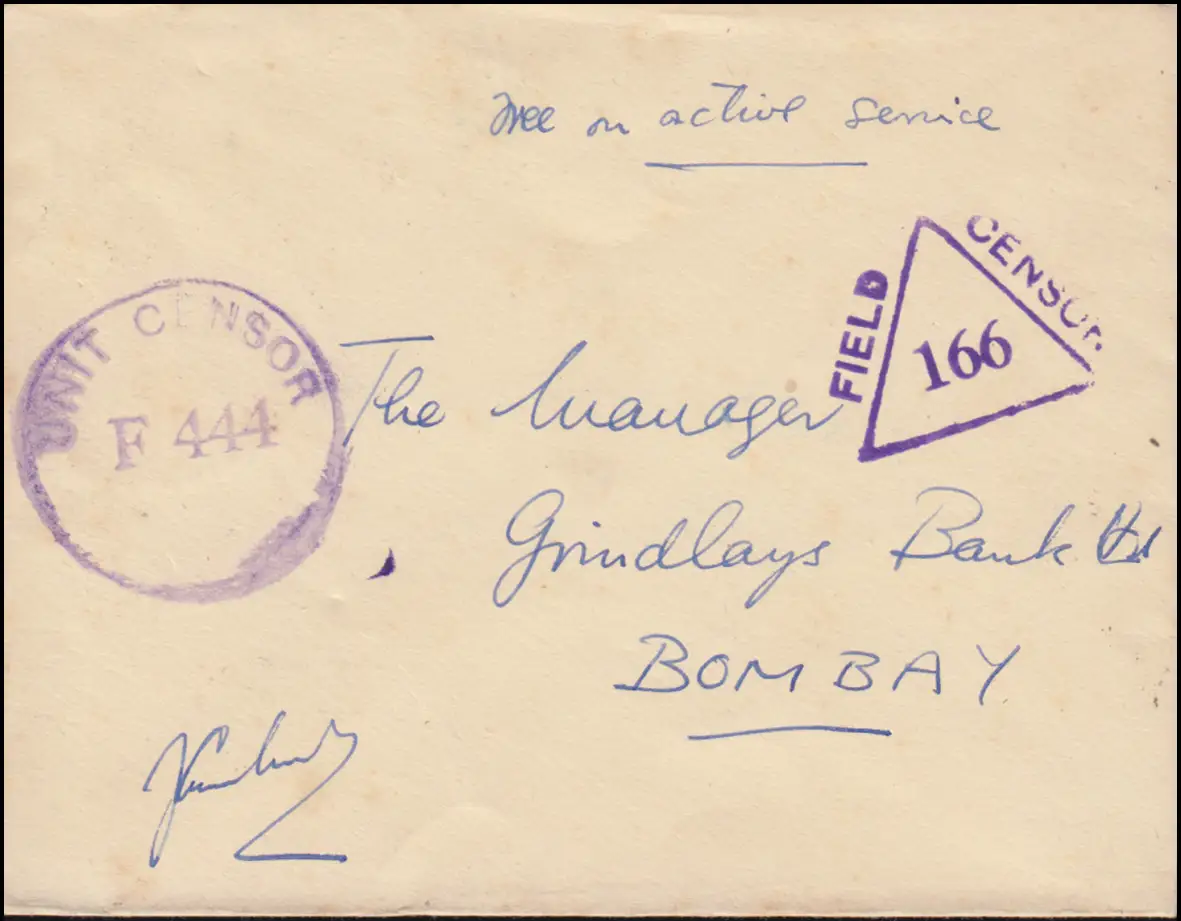 Free on active service
FIELD CENSOR
166
UNIT CENSOR
F 444
The Manager
Grindlays Bank Ltd
BOMBAY